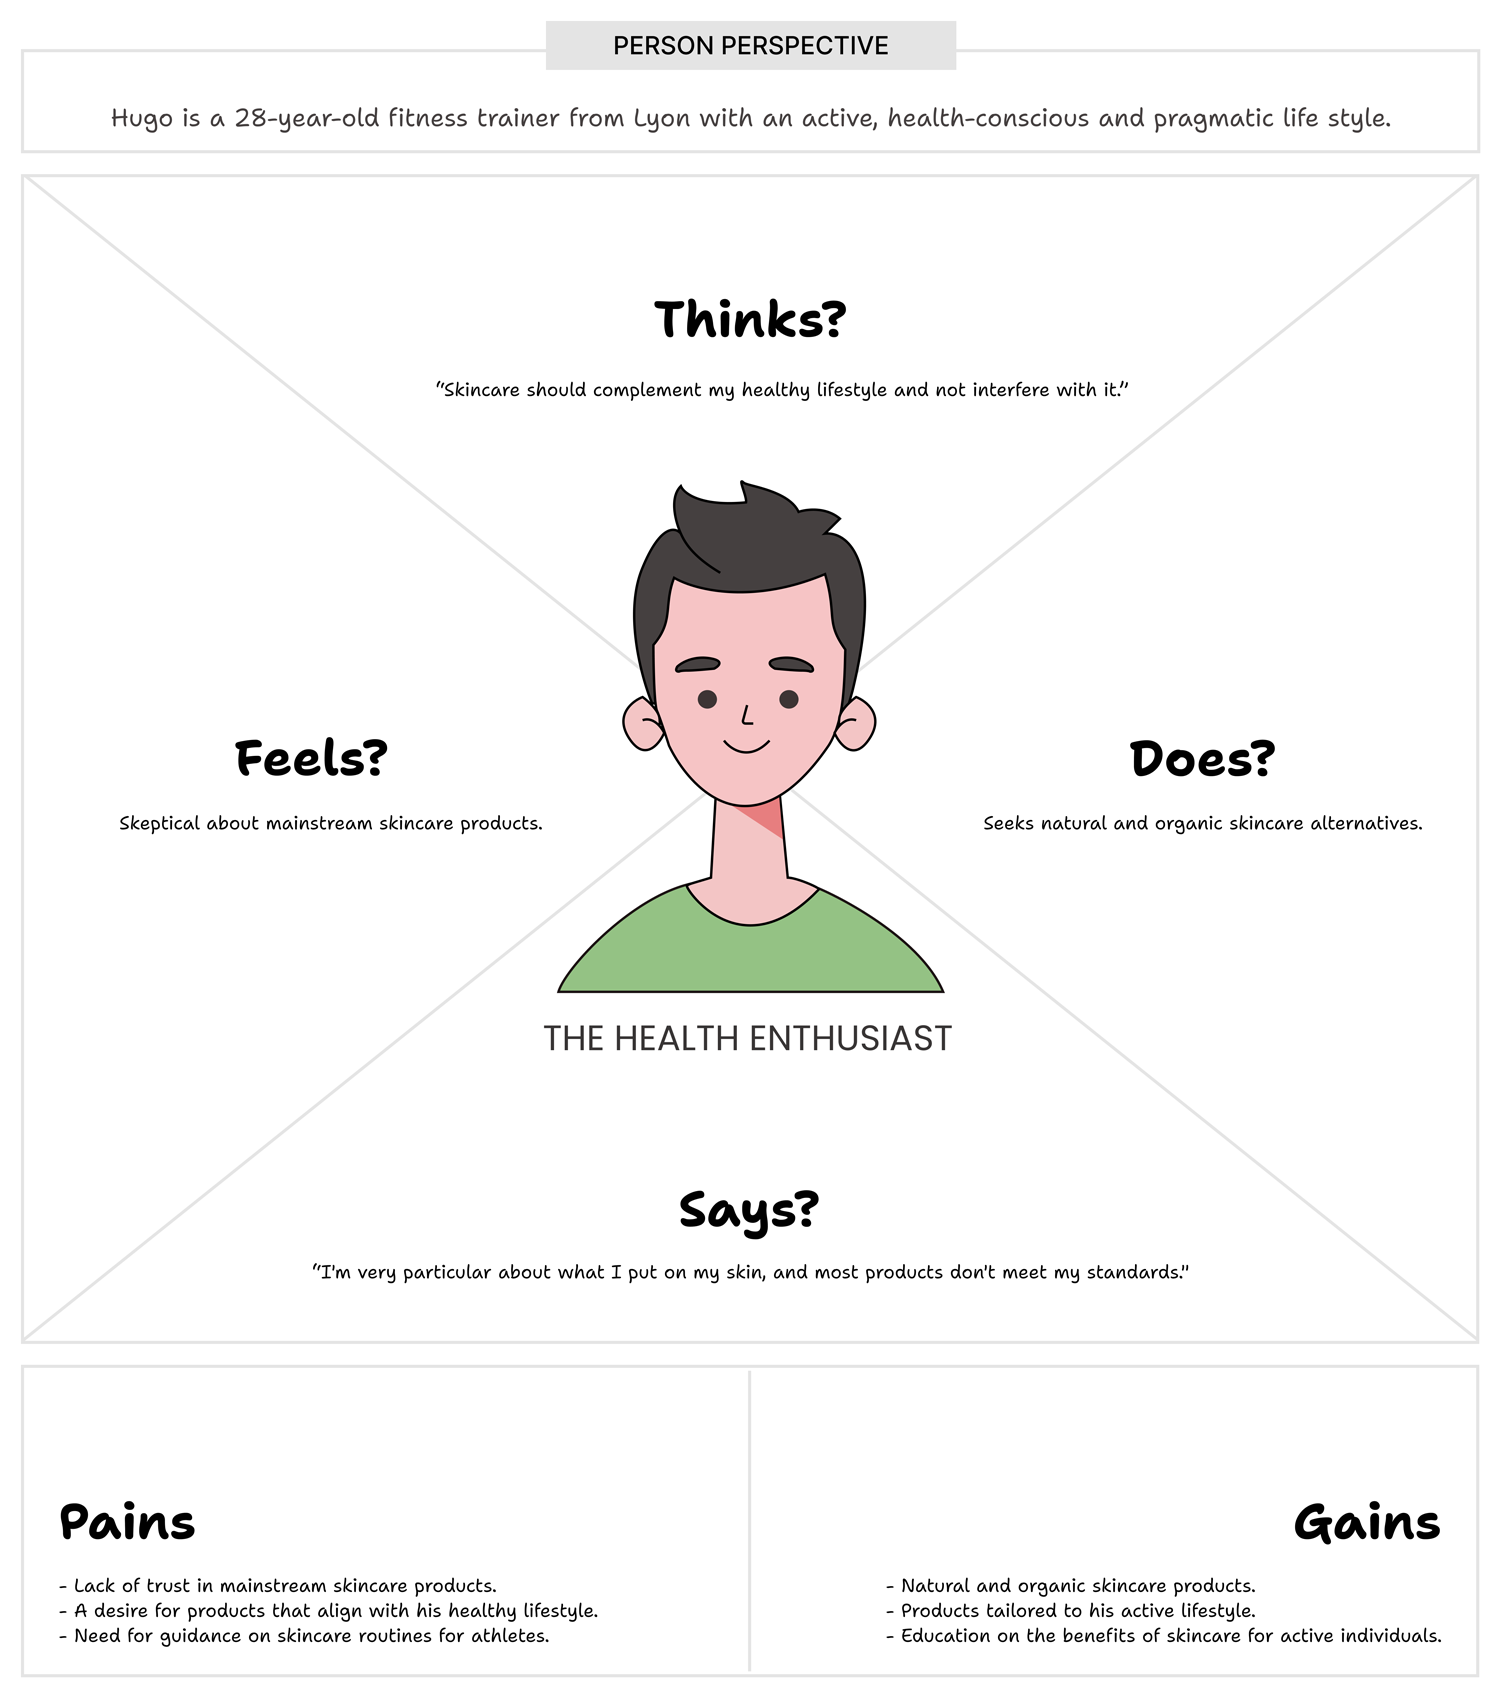 PERSON PERSPECTIVE
Hugo is a 28-year-old fitness trainer from Lyon with an active, health-conscious and pragmatic life style.
Thinks?
“Skincare should complement my healthy lifestyle and not interfere with it.”
Feels?
Skeptical about mainstream skincare products.
Does?
Seeks natural and organic skincare alternatives.
THE HEALTH ENTHUSIAST
Says?
“I'm very particular about what I put on my skin, and most products don't meet my standards."
Pains
- Lack of trust in mainstream skincare products.
- A desire for products that align with his healthy lifestyle.
- Need for guidance on skincare routines for athletes.
Gains
- Natural and organic skincare products.
- Products tailored to his active lifestyle.
- Education on the benefits of skincare for active individuals.